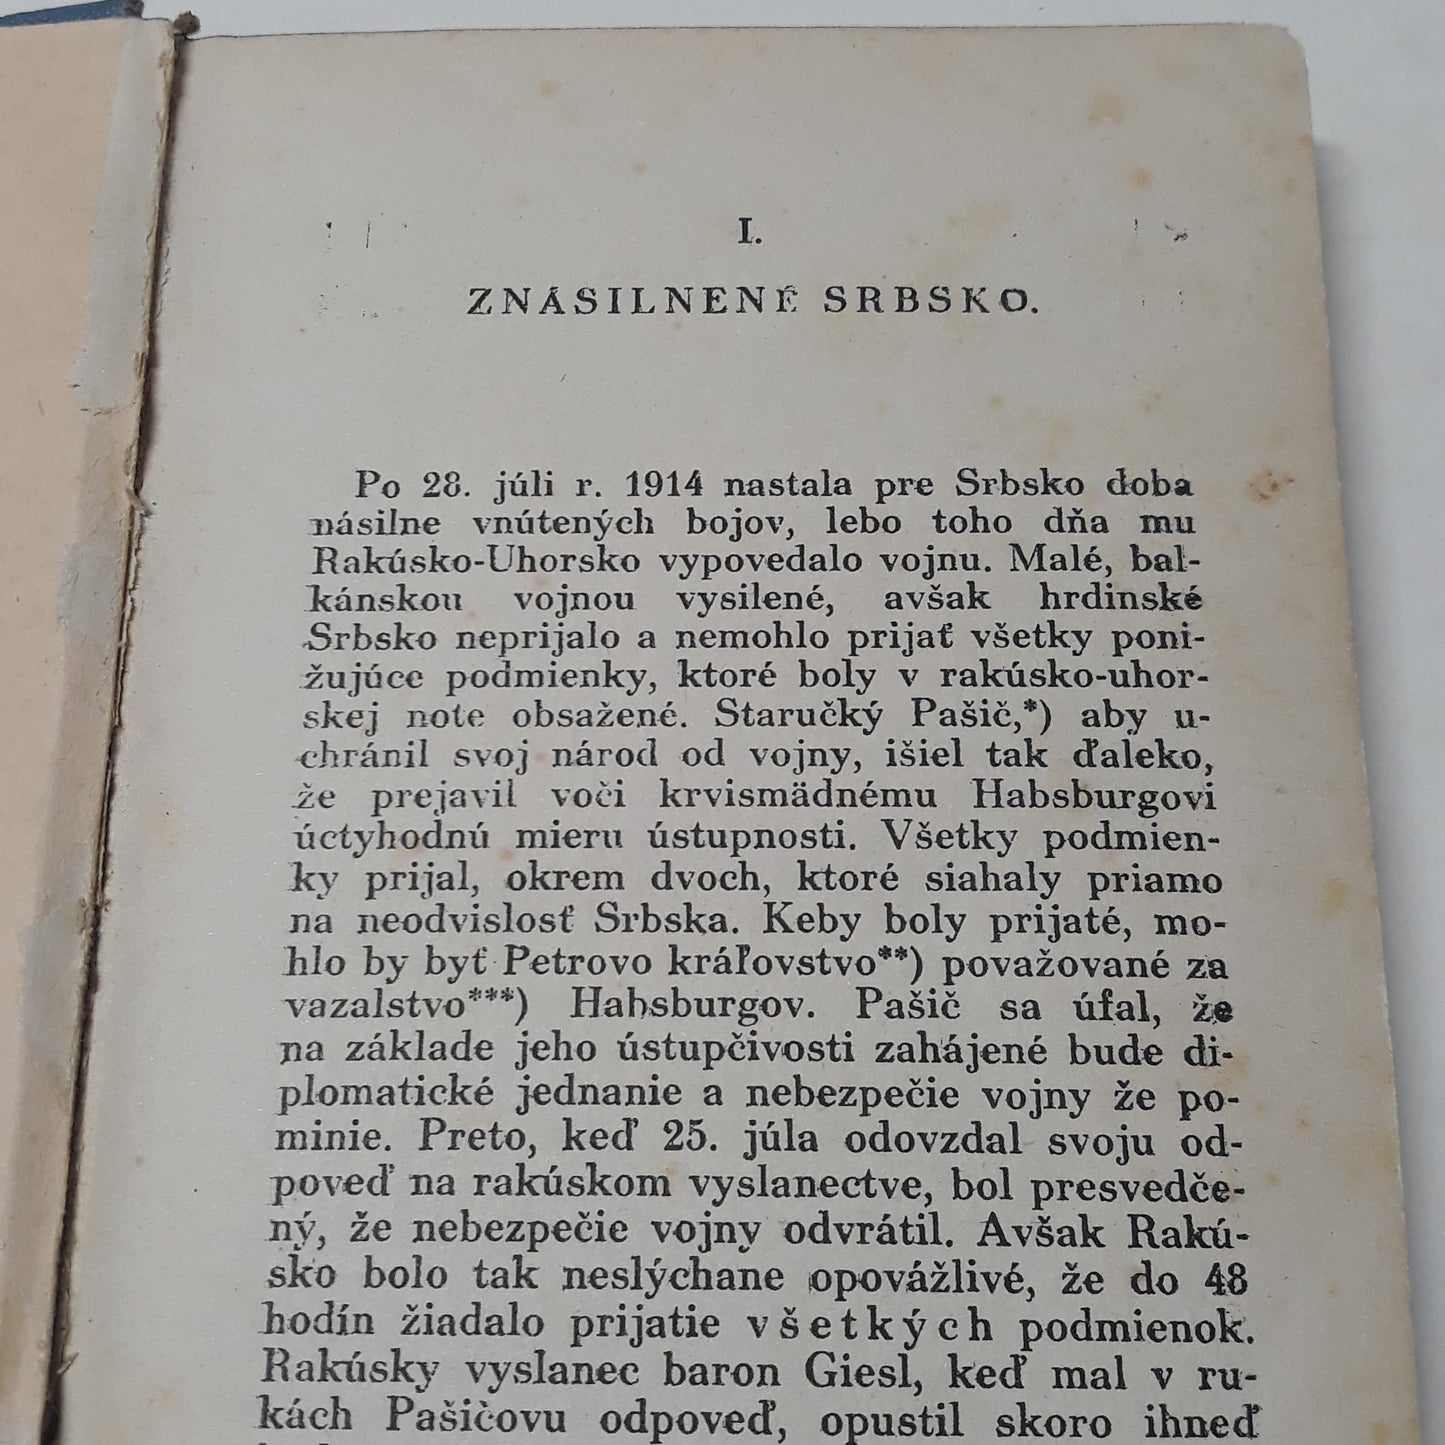 I.
ZNÁSILNENÉ SRBSKO.
Po 28. júli r. 1914 nastala pre Srbsko doba
násilne vnútených bojov, lebo toho dňa mu
Rakúsko-Uhorsko vypovedalo vojnu. Malé, bal-
kánskou vojnou vysilené, avšak hrdinské
Srbsko neprijalo a nemohlo prijať všetky poni-
žujúce podmienky, ktoré boly v rakúsko-uhor-
skej note obsažené. Staručký Pašič,*) aby u-
chránil svoj národ od vojny, išiel tak ďaleko,
že prejavil voči krvismädnému Habsburgovi
úctyhodnú mieru ústupnosti. Všetky podmien-
ky prijal, okrem dvoch, ktoré siahaly priamo
na neodvislosť Srbska. Keby boly prijaté, mo-
hlo by byť Petrovo kráľovstvo**) považované za
vazalstvo***) Habsburgov. Pašič sa úfal, že
na základe jeho ústupčivosti zahájené bude di-
plomatické jednanie a nebezpečie vojny že po-
minie. Preto, keď 25. júla odovzdal svoju od-
poveď na rakúskom vyslanectve, bol presvedče-
ný, že nebezpečie vojny odvrátil. Avšak Rakú-
sko bolo tak neslýchane opovážlivé, že do 48
hodín žiadalo prijatie všetkých podmienok.
Rakúsky vyslanec baron Giesl, keď mal v ru-
kách Pašičovu odpoveď, opustil skoro ihneď